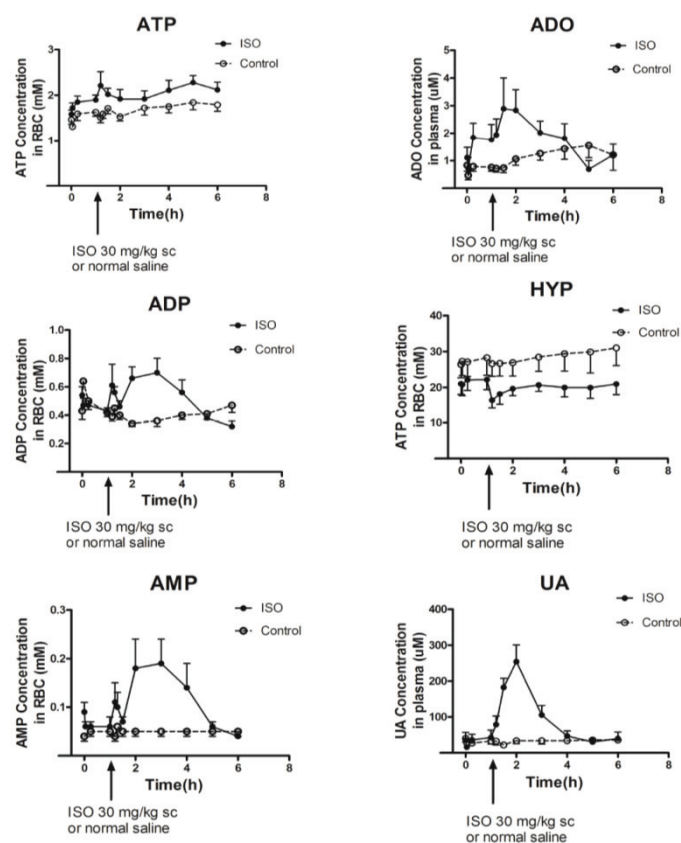 ATP
ISO
Control
ATP Concentration
in RBC (mM)
3
2
1
0
2
4
6
8
Time(h)
ISO 30 mg/kg sc
or normal saline
ADO
ISO
Control
ADO Concentration
in plasma (uM)
5
4
3
2
1
0
0
2
4
6
8
Time(h)
ISO 30 mg/kg sc
or normal saline
ADP
ISO
Control
ADP Concentration
in RBC (mM)
1.0
0.8
0.6
0.4
0.2
0.0
0
2
4
6
8
Time(h)
ISO 30 mg/kg sc
or normal saline
HYP
ISO
Control
ATP Concentration
in RBC (mM)
40
30
20
10
0
2
4
6
8
Time(h)
ISO 30 mg/kg sc
or normal saline
AMP
ISO
Control
AMP Concentration
in RBC (mM)
0.3
0.2
0.1
0
2
4
6
8
Time(h)
ISO 30 mg/kg sc
or normal saline
UA
ISO
Control
UA Concentration
in plasma (uM)
400
300
200
100
0
2
4
6
8
Time(h)
ISO 30 mg/kg sc
or normal saline